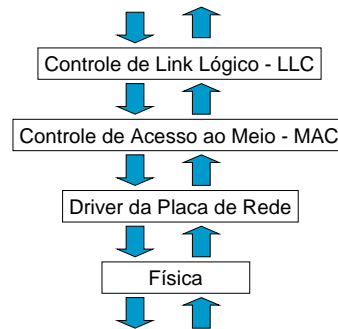 Controle de Link Lógico - LLC
Controle de Acesso ao Meio - MAC
Driver da Placa de Rede
Física